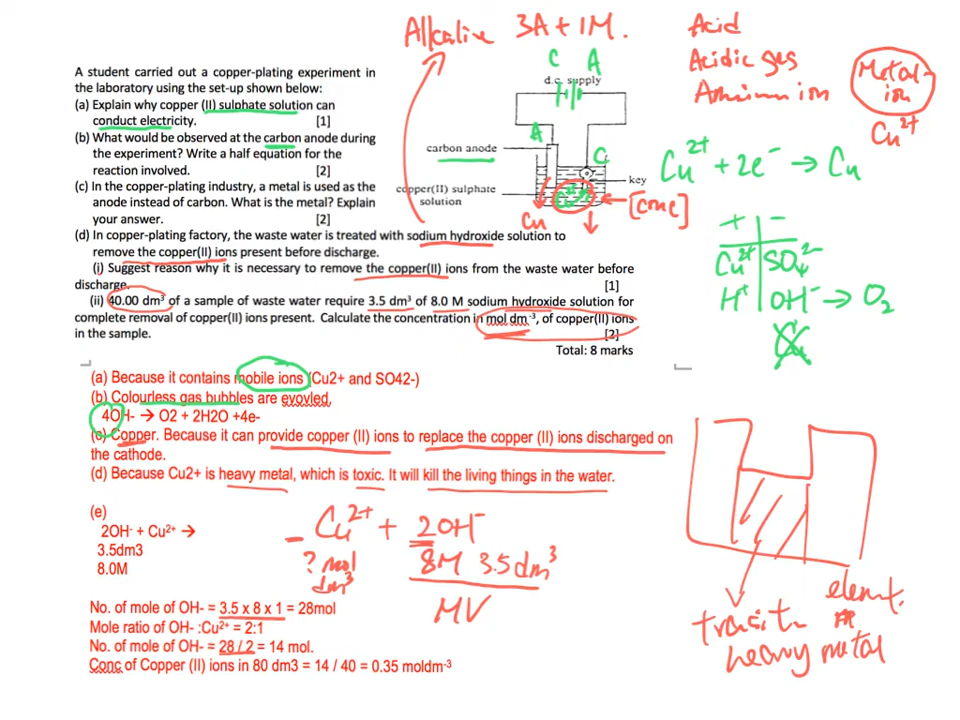 Alkaline 3A + 1M.
Acid
Acidic gas
Ammonium ion
Metal-
ion
Cu2+
A student carried out a copper-plating experiment in
the laboratory using the set-up shown below:
(a) Explain why copper (II) sulphate solution can
conduct electricity. [1]
(b) What would be observed at the carbon anode during
the experiment? Write a half equation for the
reaction involved. [2]
(c) In the copper-plating industry, a metal is used as the
anode instead of carbon. What is the metal? Explain
your answer. [2]
(d) In copper-plating factory, the waste water is treated with sodium hydroxide solution to
remove the copper(II) ions present before discharge.
(i) Suggest reason why it is necessary to remove the copper(II) ions from the waste water before
discharge. [1]
(ii) 40.00 dm3 of a sample of waste water require 3.5 dm3 of 8.0 M sodium hydroxide solution for
complete removal of copper(II) ions present. Calculate the concentration in mol dm-3, of copper(II) ions
in the sample. [2]
Total: 8 marks
C A
d.c. supply
A
carbon anode
C
key
copper(II) sulphate
solution
Cu
[conc]
Cu2+ + 2e- → Cu
+ -
Cu2+ SO42-
H+ OH- → O2
(a) Because it contains mobile ions (Cu2+ and SO42-)
(b) Colourless gas bubbles are evovled,
4OH- → O2 + 2H2O +4e-
(c) Copper. Because it can provide copper (II) ions to replace the copper (II) ions discharged on
the cathode.
(d) Because Cu2+ is heavy metal, which is toxic. It will kill the living things in the water.
(e)
2OH- + Cu2+ →
3.5dm3
8.0M
No. of mole of OH- = 3.5 x 8 x 1 = 28mol
Mole ratio of OH- :Cu2+ = 2:1
No. of mole of OH- = 28 / 2 = 14 mol.
Conc of Copper (II) ions in 80 dm3 = 14 / 40 = 0.35 moldm-3
Cu2+ + 2OH-
? mol
dm3
8M 3.5dm3
MV
transit
element.
heavy metal